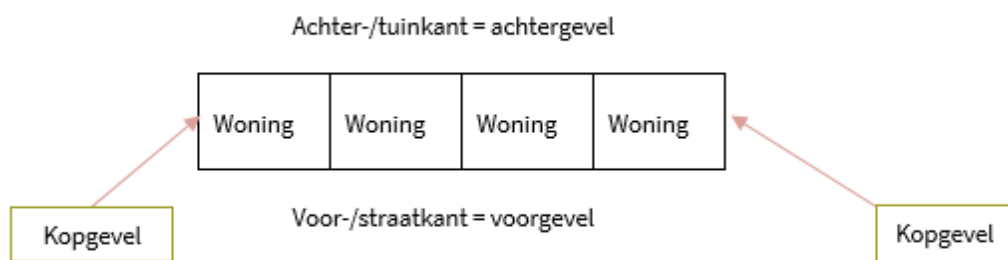 Achter-/tuinkant = achtergevel
Woning Woning Woning Woning
Voor-/straatkant = voorgevel
Kopgevel Kopgevel